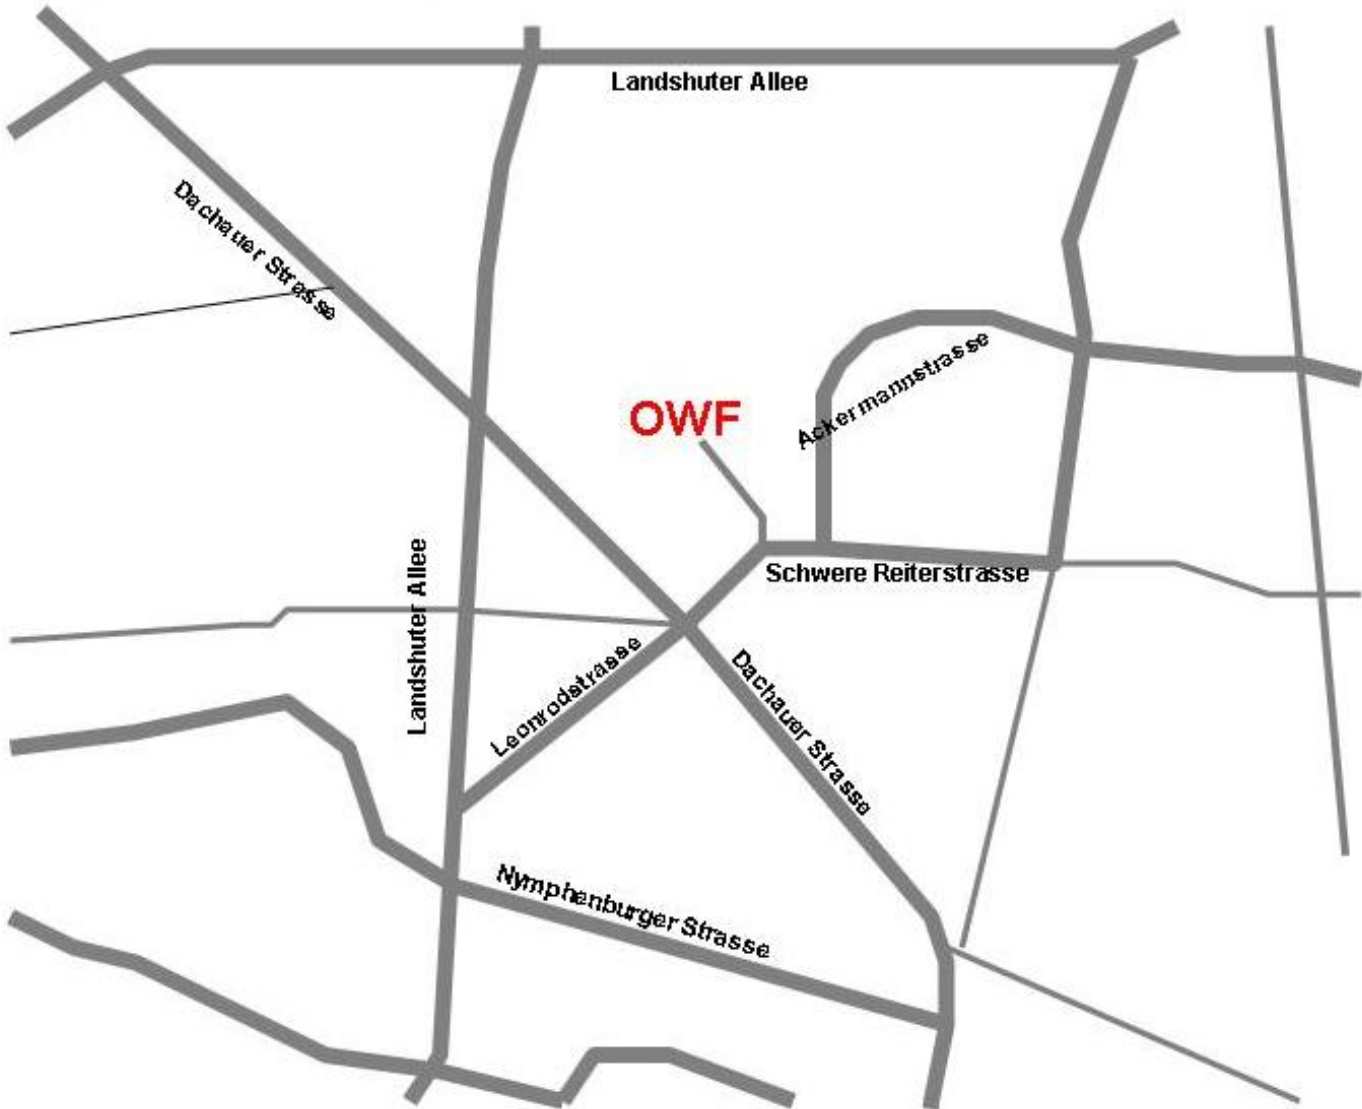 Landshuter Allee
Dachauer Strasse
Ackermannstrasse
OWF
Schwere Reiterstrasse
Landshuter Allee
Leonrodstrasse
Dachauer Strasse
Nymphenburger Strasse